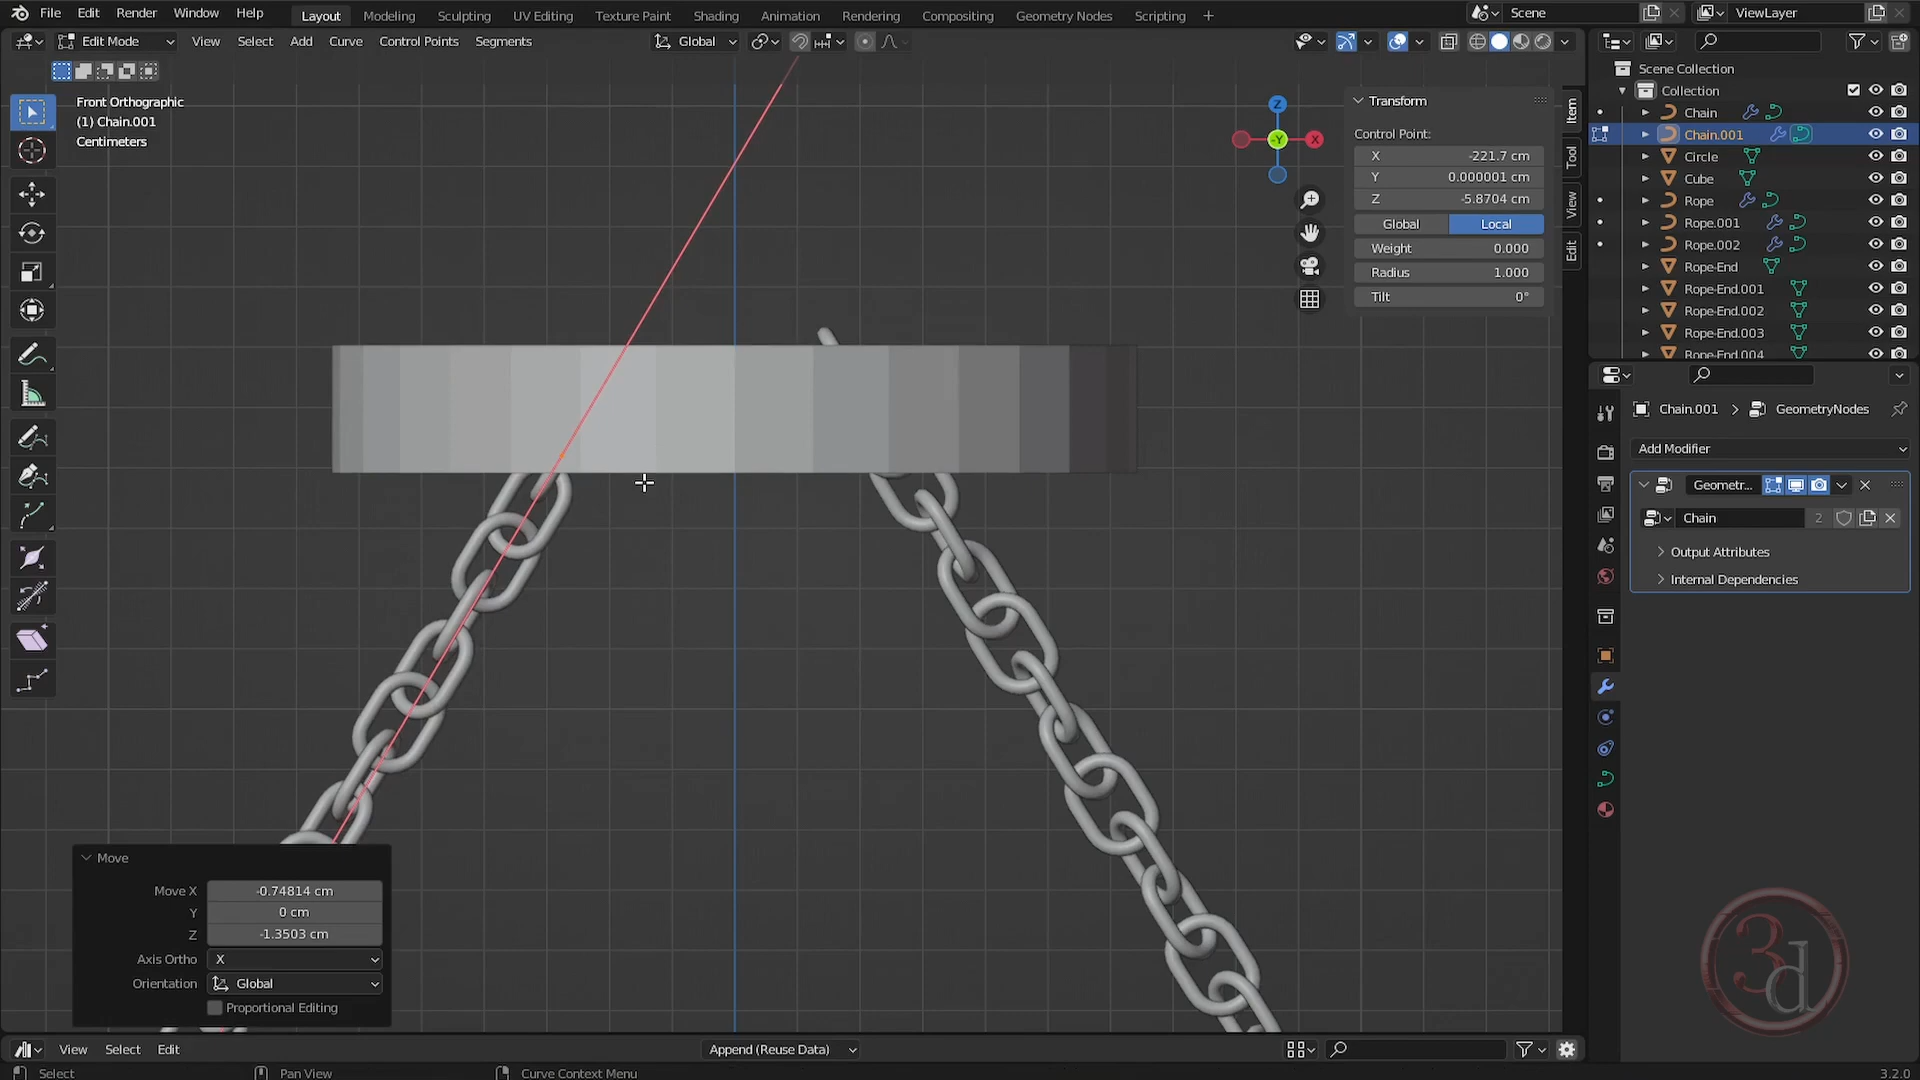 File Edit Render Window Help Layout Modeling Sculpting UV Editing Texture Paint Shading Animation Rendering Compositing Geometry Nodes Scripting + Scene ViewLayer
Edit Mode View Select Add Curve Control Points Segments Global
Front Orthographic
(1) Chain.001
Centimeters
Z
-Y
X
Transform
Control Point:
X -221.7 cm
Y 0.000001 cm
Z -5.8704 cm
Global Local
Weight 0.000
Radius 1.000
Tilt 0°
Item
Tool
View
Edit
Scene Collection
Collection
Chain
Chain.001
Circle
Cube
Rope
Rope.001
Rope.002
Rope-End
Rope-End.001
Rope-End.002
Rope-End.003
Rope-End.004
Chain.001 > GeometryNodes
Add Modifier
Geometr...
Chain 2
Output Attributes
Internal Dependencies
Move
Move X -0.74814 cm
Y 0 cm
Z -1.3503 cm
Axis Ortho X
Orientation Global
Proportional Editing
3d
View Select Edit Append (Reuse Data)
Select Pan View Curve Context Menu 3.2.0